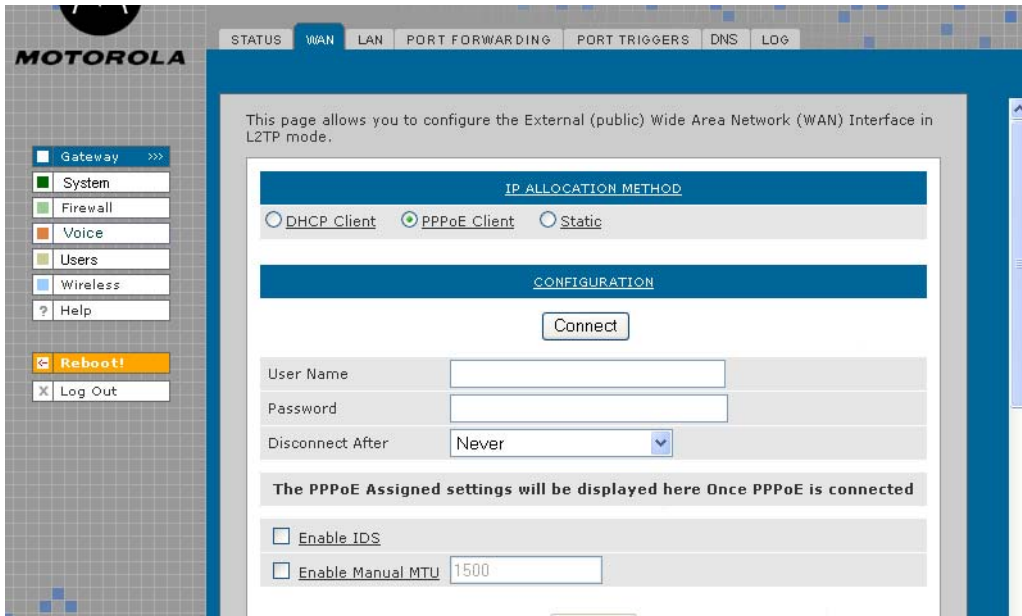 MOTOROLA
STATUS WAN LAN PORT FORWARDING PORT TRIGGERS DNS LOG
This page allows you to configure the External (public) Wide Area Network (WAN) Interface in
L2TP mode.
Gateway >>>
System
Firewall
Voice
Users
Wireless
? Help
Reboot!
X Log Out
IP ALLOCATION METHOD
DHCP Client PPPoE Client Static
CONFIGURATION
Connect
User Name
Password
Disconnect After Never
The PPPoE Assigned settings will be displayed here Once PPPoE is connected
Enable IDS
Enable Manual MTU 1500